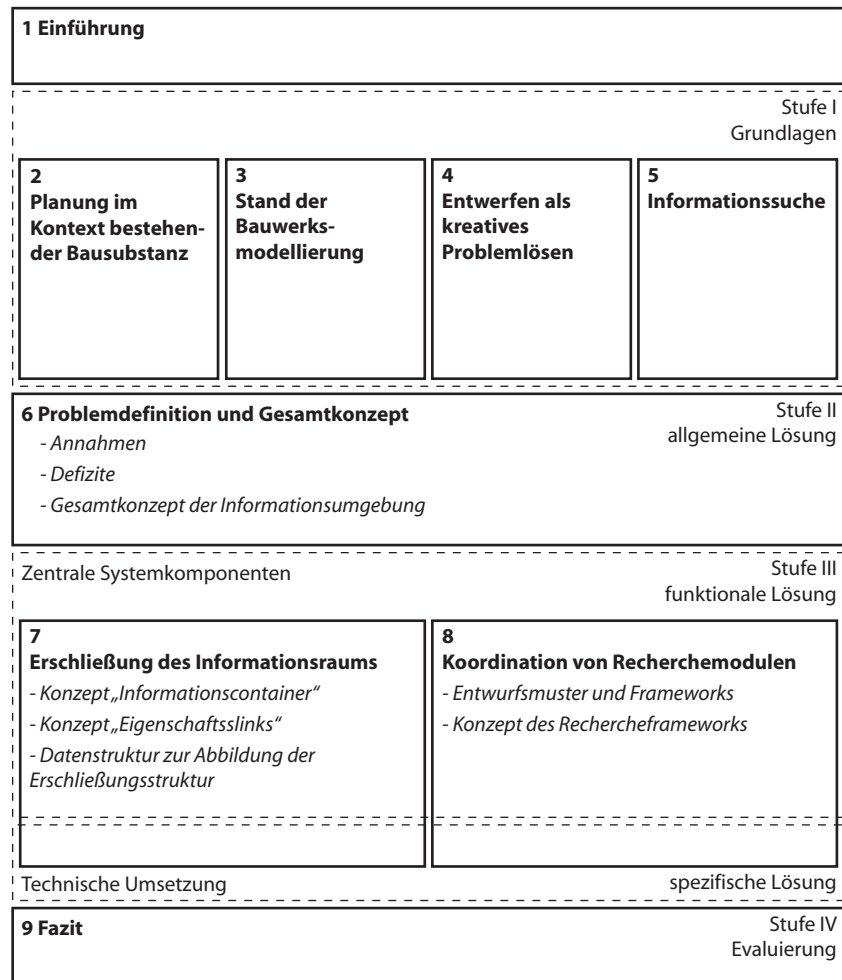 1 Einführung
Stufe I
Grundlagen
2
Planung im
Kontext bestehen-
der Bausubstanz
3
Stand der
Bauwerks-
modellierung
4
Entwerfen als
kreatives
Problemlösen
5
Informationssuche
6 Problemdefinition und Gesamtkonzept
- Annahmen
- Defizite
- Gesamtkonzept der Informationsumgebung
Stufe II
allgemeine Lösung
Zentrale Systemkomponenten
Stufe III
funktionale Lösung
7
Erschließung des Informationsraums
- Konzept „Informationscontainer“
- Konzept „Eigenschaftsslinks“
- Datenstruktur zur Abbildung der
Erschließungsstruktur
8
Koordination von Recherchemodulen
- Entwurfsmuster und Frameworks
- Konzept des Rechercheframeworks
Technische Umsetzung
spezifische Lösung
9 Fazit
Stufe IV
Evaluierung